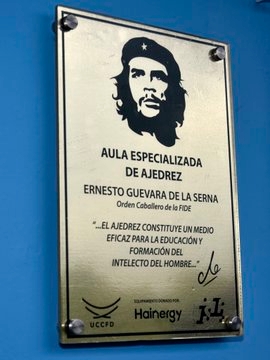 AULA ESPECIALIZADA
DE AJEDREZ
ERNESTO GUEVARA DE LA SERNA
Orden Caballero de la FIDE
"...EL AJEDREZ CONSTITUYE UN MEDIO
EFICAZ PARA LA EDUCACIÓN Y
FORMACIÓN DEL
INTELECTO DEL HOMBRE..."
che
UCCFD
EQUIPAMIENTO DONADO POR:
Hainergy